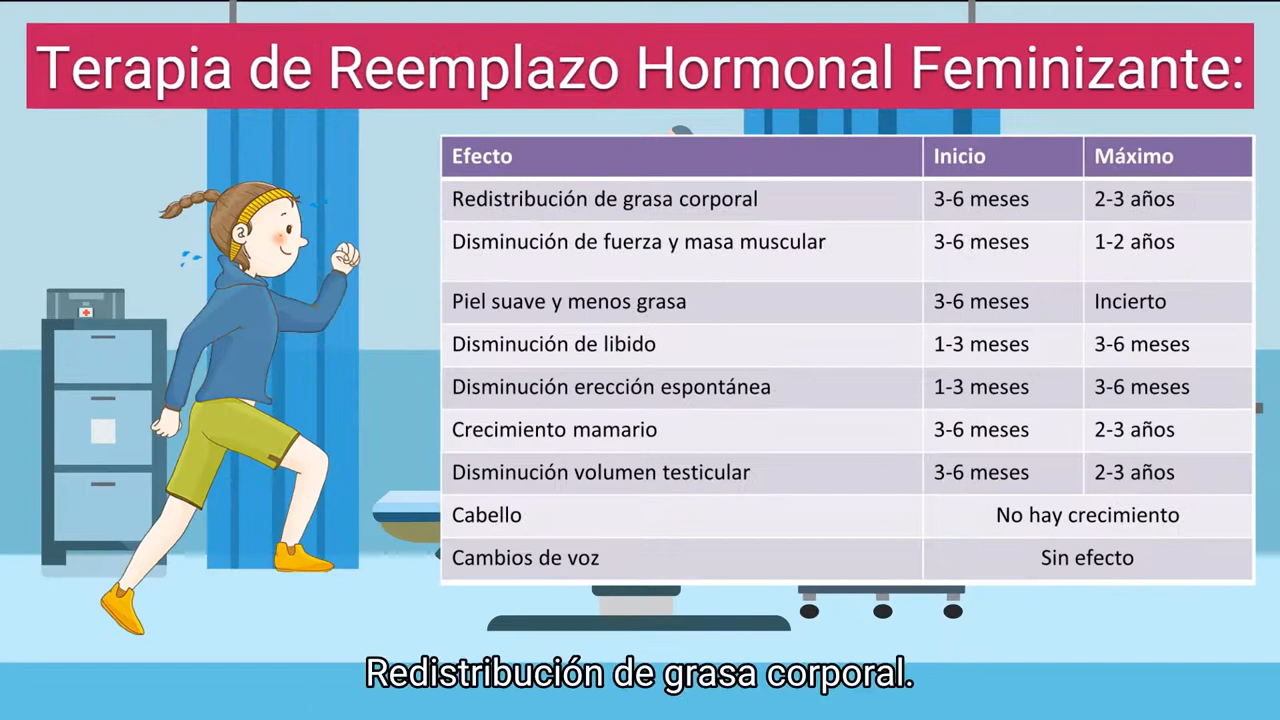 Terapia de Reemplazo Hormonal Feminizante:
Efecto Inicio Máximo
Redistribución de grasa corporal 3-6 meses 2-3 años
Disminución de fuerza y masa muscular 3-6 meses 1-2 años
Piel suave y menos grasa 3-6 meses Incierto
Disminución de libido 1-3 meses 3-6 meses
Disminución erección espontánea 1-3 meses 3-6 meses
Crecimiento mamario 3-6 meses 2-3 años
Disminución volumen testicular 3-6 meses 2-3 años
Cabello No hay crecimiento
Cambios de voz Sin efecto
Redistribución de grasa corporal.